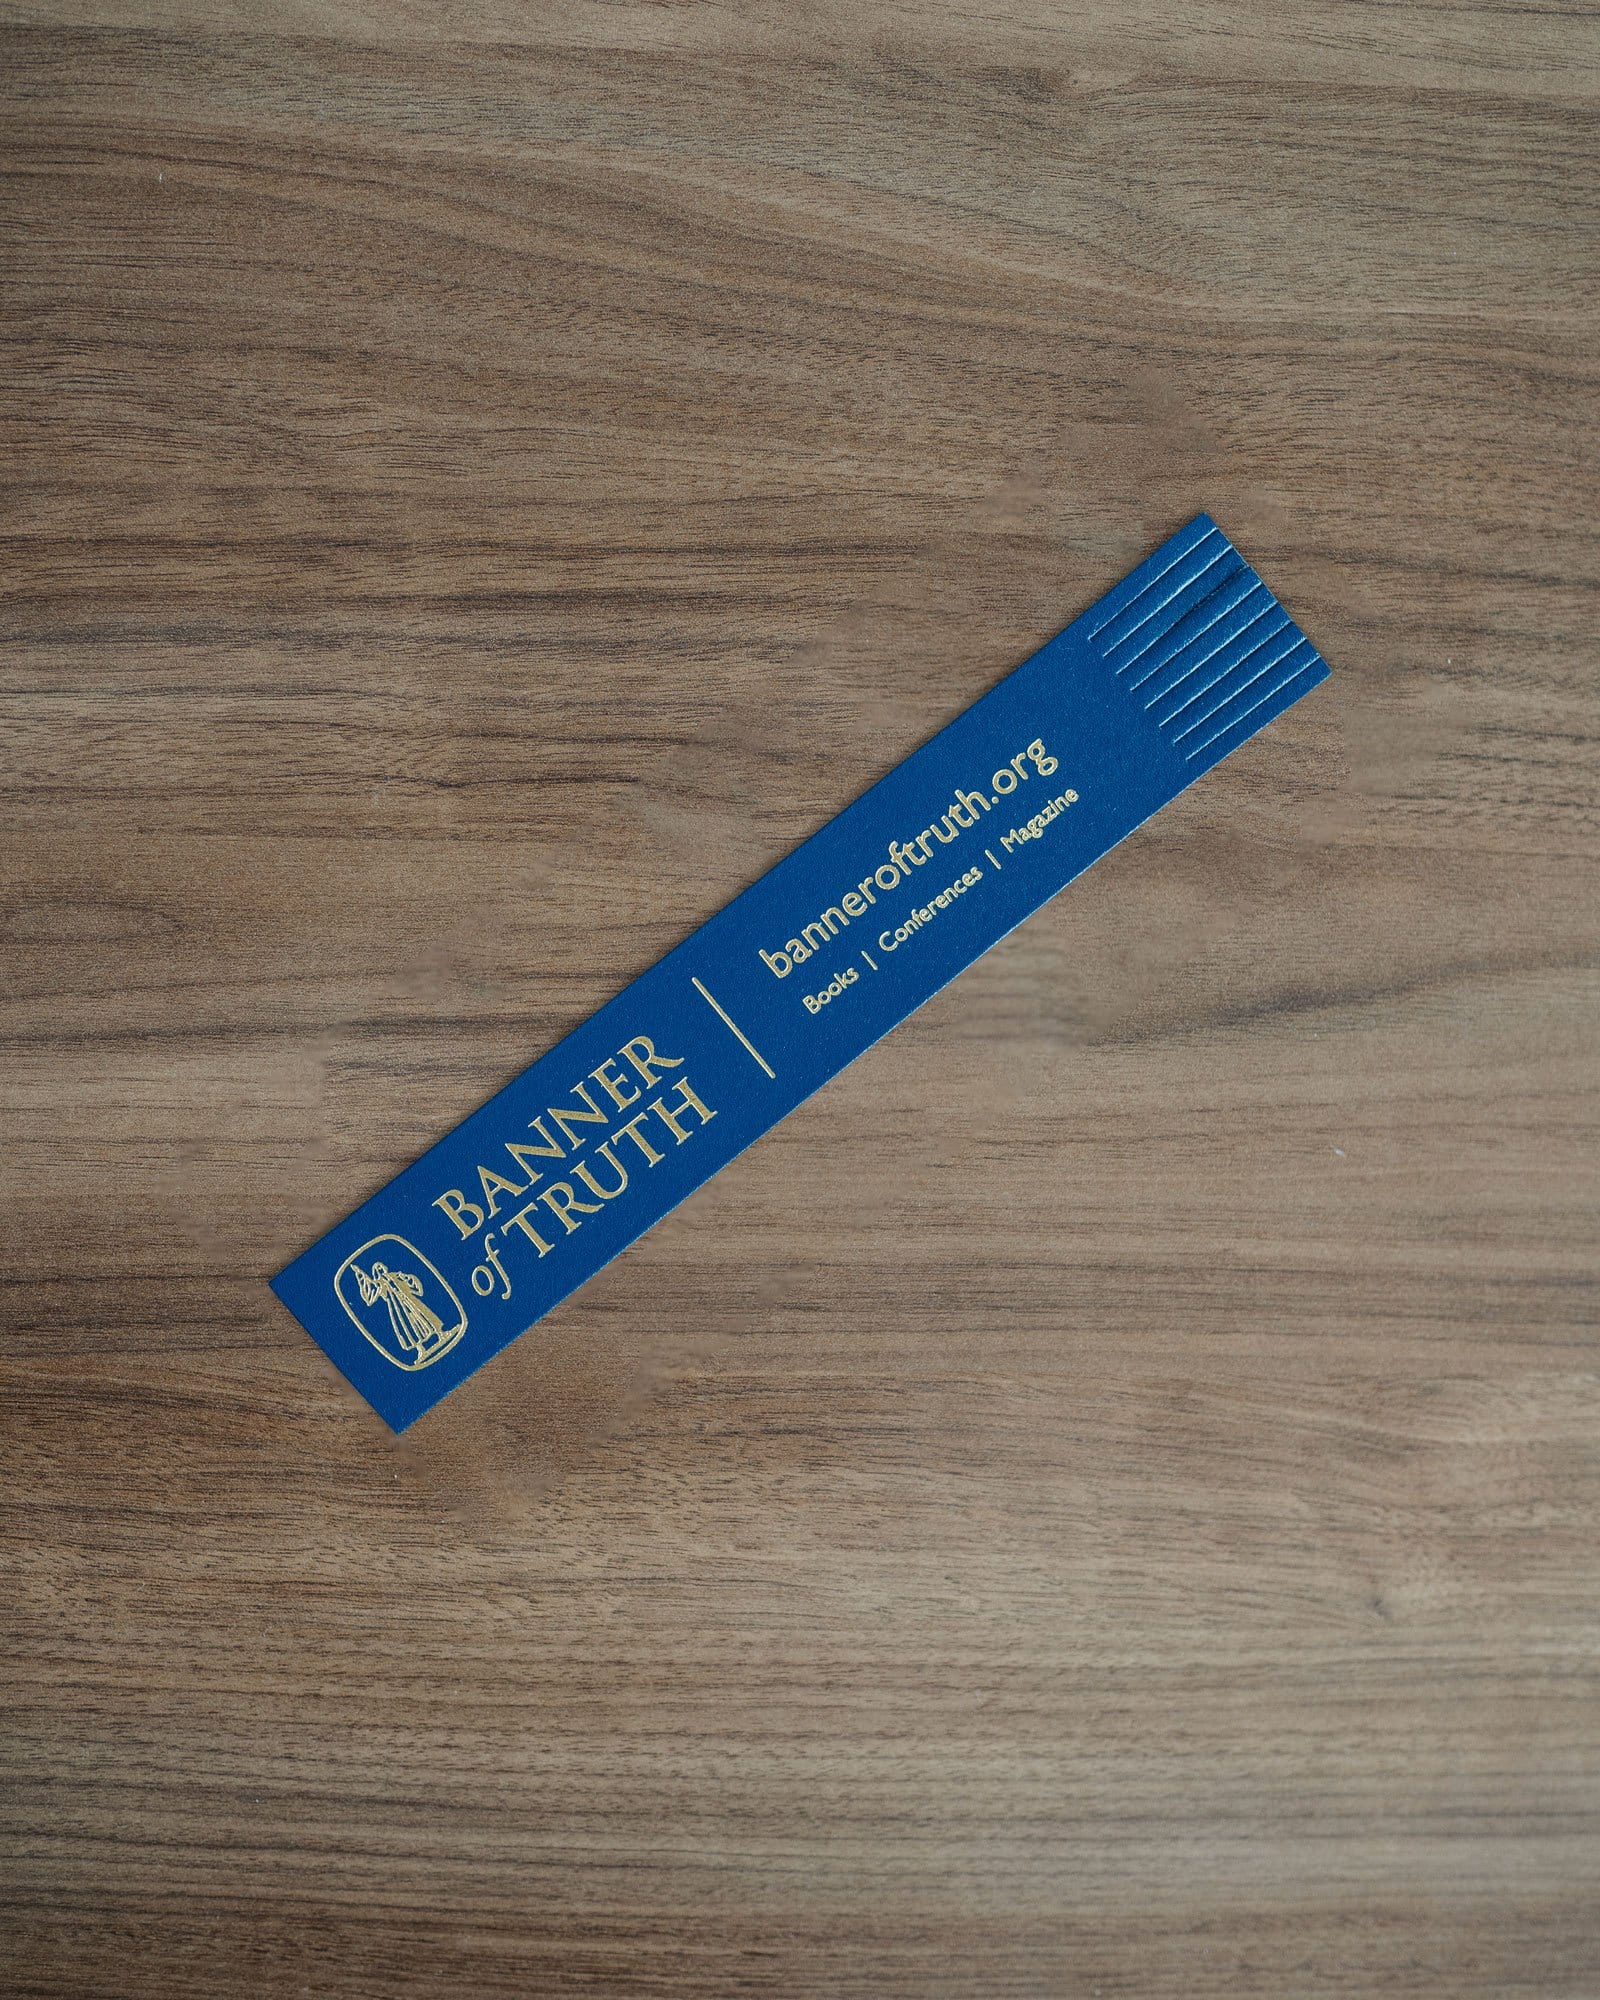 BANNER
of TRUTH
banneroftruth.org
Books | Conferences | Magazine